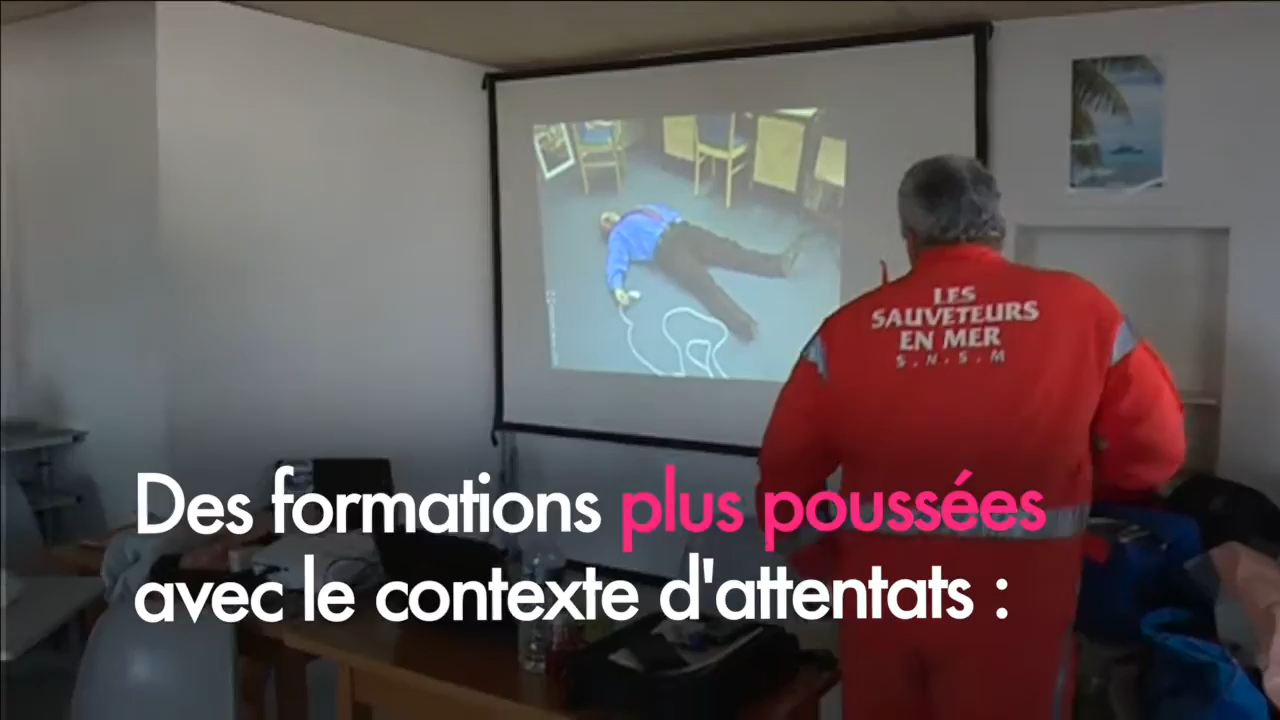 LES
SAUVETEURS
EN MER
S.N.S.M
Des formations plus poussées
avec le contexte d'attentats :